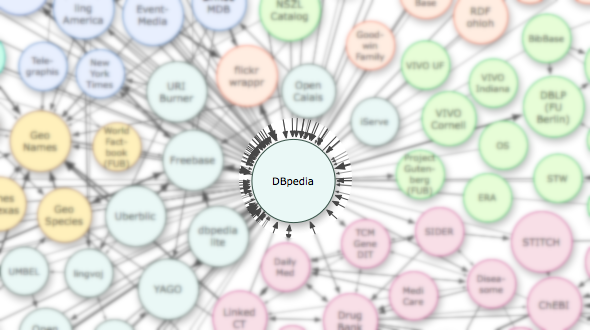 ling
America
Event-
Media
MDB
NSZL
Catalog
Base
RDF
ohloh
Good-
win
Family
BibBase
Tele-
graphis
New
York
Times
URI
Burner
flickr
wrappr
Open
Calais
VIVO UF
VIVO
Indiana
DBLP
(FU
Berlin)
iServe
VIVO
Cornell
Geo
Names
World
Fact-
book
(FUB)
Freebase
OS
DBpedia
Project
Guten-
berg
(FUB)
STW
ERA
Geo
Species
Uberblic
dbpedia
lite
TCM
Gene
DIT
SIDER
STITCH
UMBEL
lingvoj
YAGO
Daily
Med
Medi
Care
Disea-
some
ChEBI
Linked
CT
Drug
Bank
Open